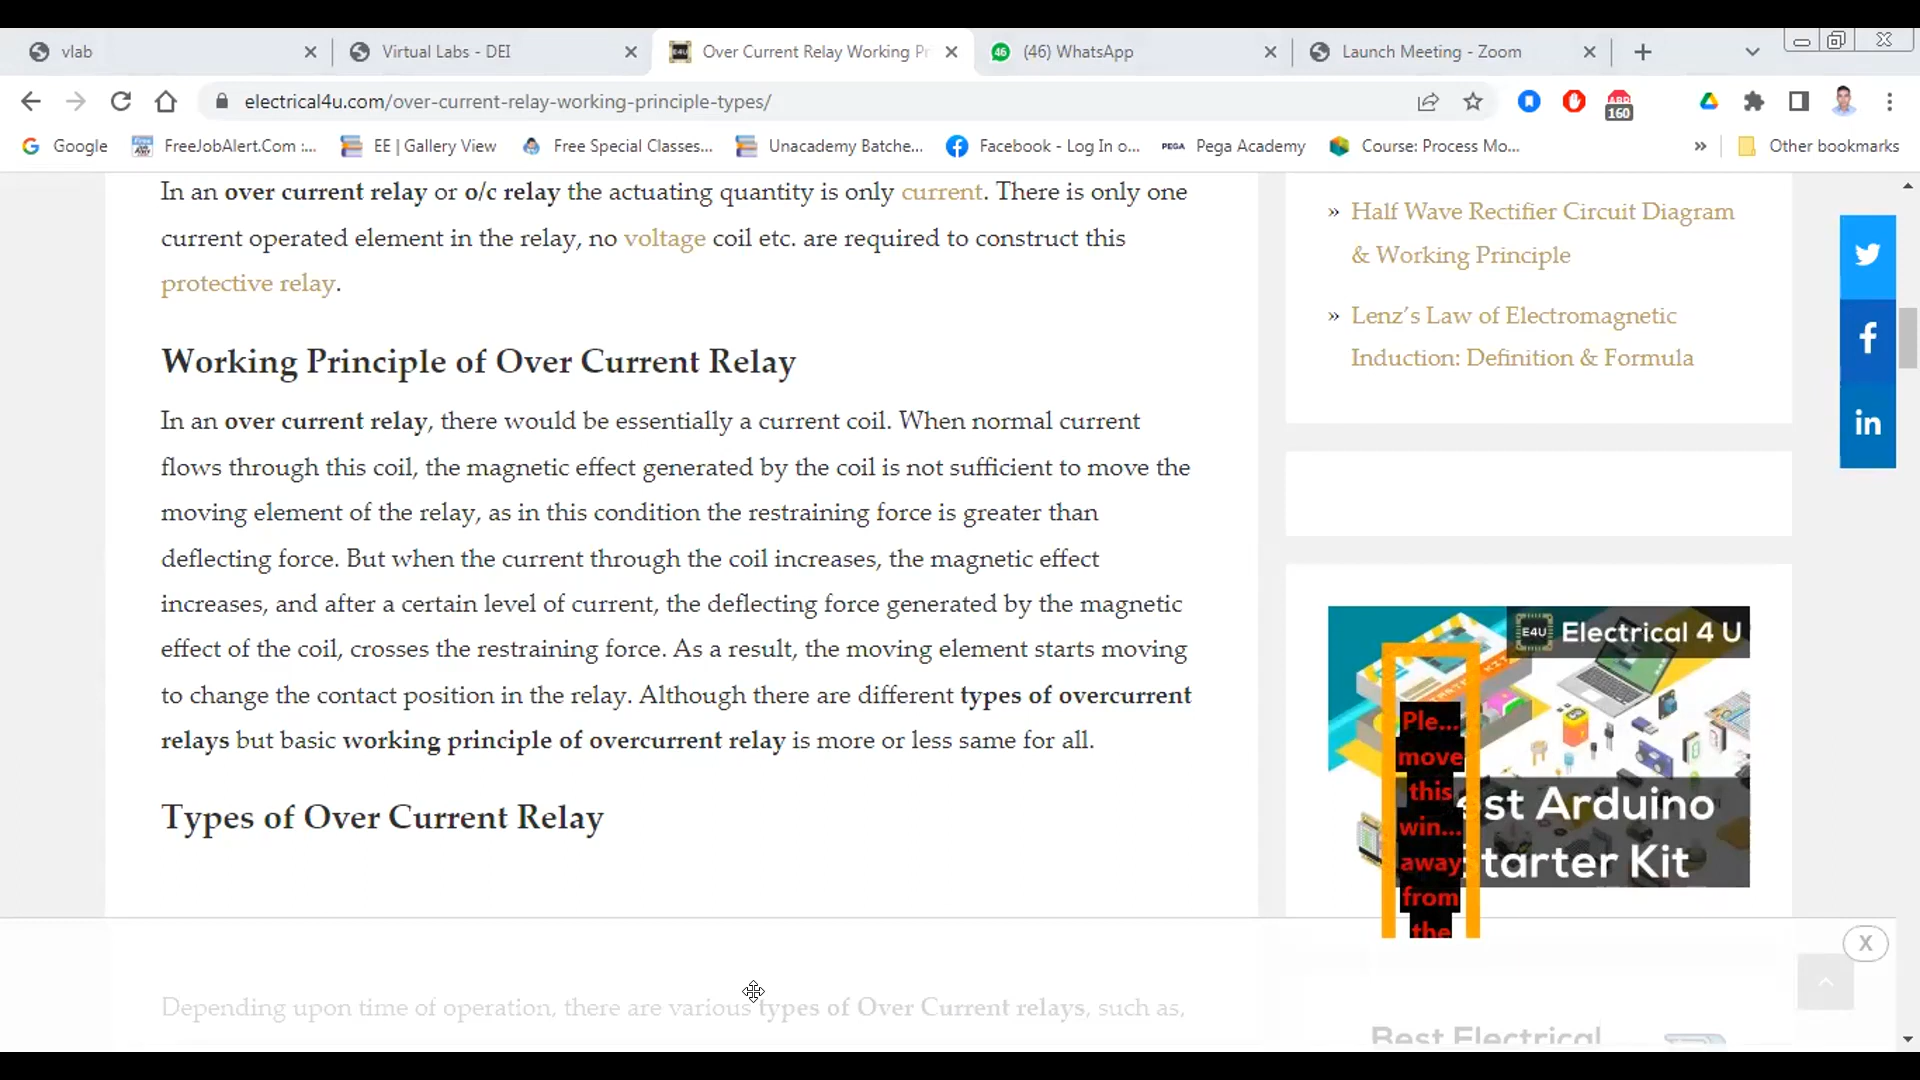 vlab
Virtual Labs - DEI
Over Current Relay Working Pr
46
(46) WhatsApp
Launch Meeting - Zoom
electrical4u.com/over-current-relay-working-principle-types/
160
Google
FreeJobAlert.Com :...
EE | Gallery View
Free Special Classes...
Unacademy Batche...
Facebook - Log In o...
PEGA
Pega Academy
Course: Process Mo...
»
Other bookmarks
In an over current relay or o/c relay the actuating quantity is only current. There is only one
current operated element in the relay, no voltage coil etc. are required to construct this
protective relay.
Working Principle of Over Current Relay
In an over current relay, there would be essentially a current coil. When normal current
flows through this coil, the magnetic effect generated by the coil is not sufficient to move the
moving element of the relay, as in this condition the restraining force is greater than
deflecting force. But when the current through the coil increases, the magnetic effect
increases, and after a certain level of current, the deflecting force generated by the magnetic
effect of the coil, crosses the restraining force. As a result, the moving element starts moving
to change the contact position in the relay. Although there are different types of overcurrent
relays but basic working principle of overcurrent relay is more or less same for all.
Types of Over Current Relay
Depending upon time of operation, there are various types of Over Current relays, such as,
» Half Wave Rectifier Circuit Diagram
& Working Principle
» Lenz's Law of Electromagnetic
Induction: Definition & Formula
in
E4U Electrical 4 U
Ple...
move
this
win...
away
from
the
Arduino
Kit
X
Best Electrical